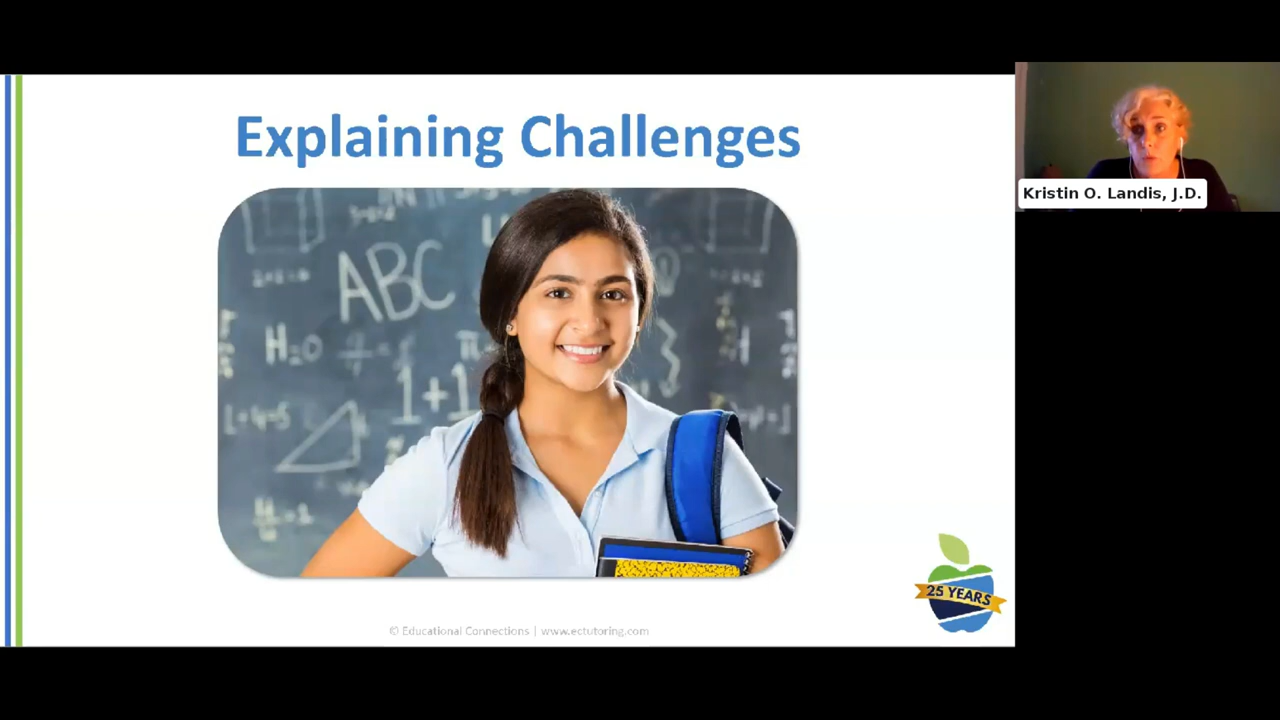 Explaining Challenges
ABC
H₂O
1+1
25 YEARS
© Educational Connections | www.ectutoring.com
Kristin O. Landis, J.D.